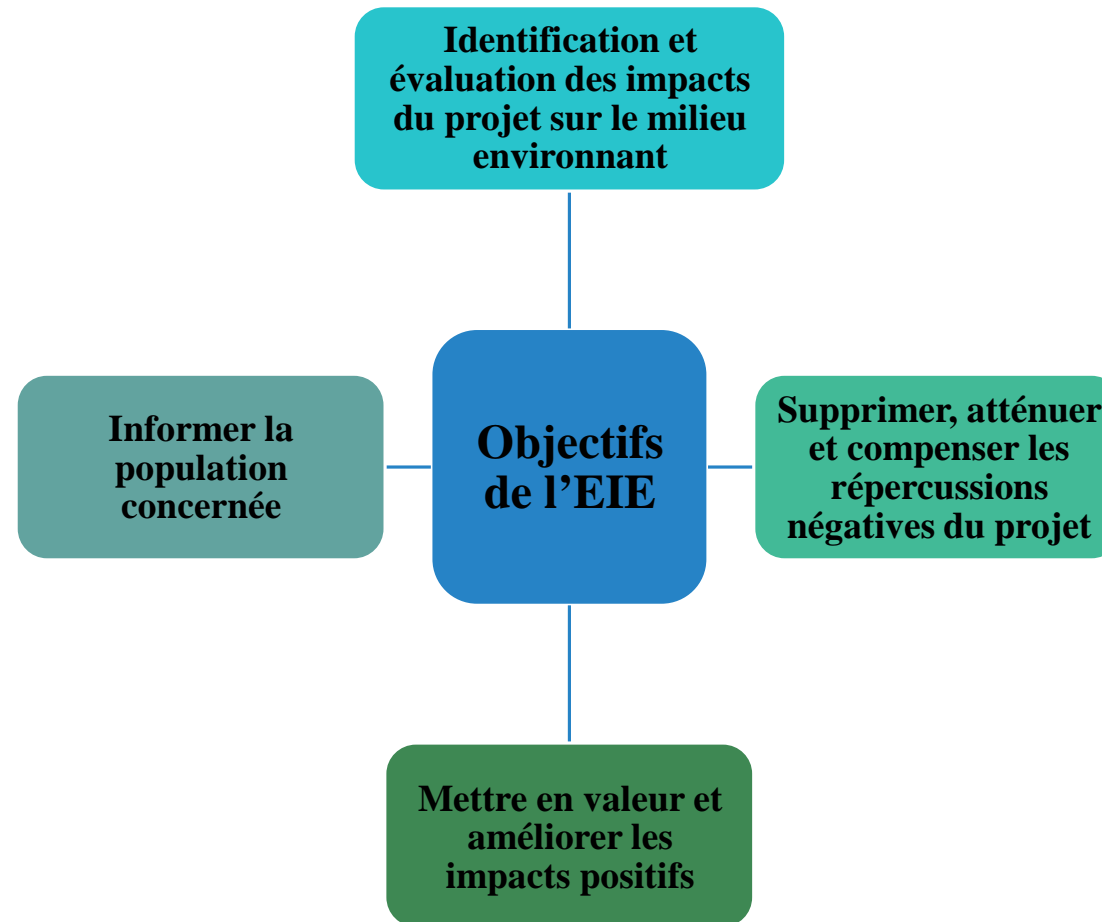 Identification et
évaluation des impacts
du projet sur le milieu
environnant
Informer la
population
concernée
Objectifs
de l’EIE
Supprimer, atténuer
et compenser les
répercussions
négatives du projet
Mettre en valeur et
améliorer les
impacts positifs